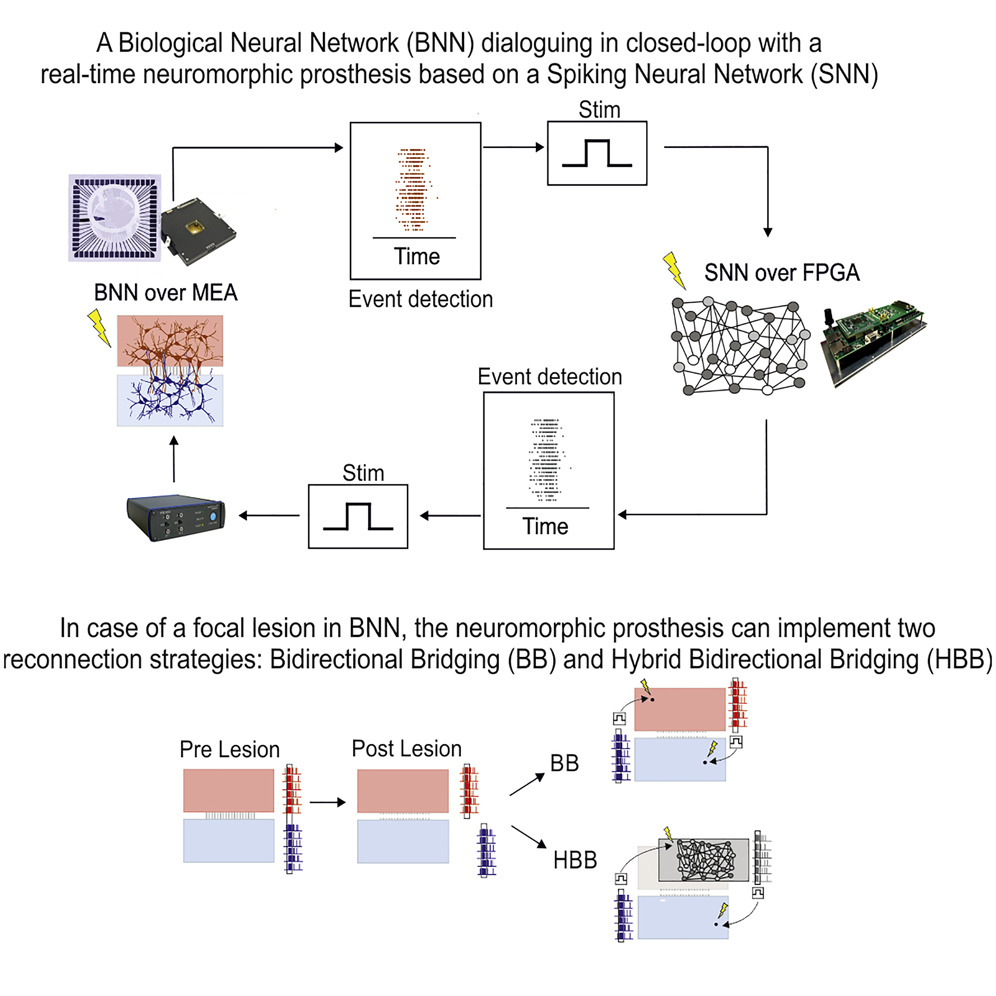 A Biological Neural Network (BNN) dialoguing in closed-loop with a
real-time neuromorphic prosthesis based on a Spiking Neural Network (SNN)
Stim
Time
Event detection
BNN over MEA
SNN over FPGA
Event detection
Time
Stim
In case of a focal lesion in BNN, the neuromorphic prosthesis can implement two
reconnection strategies: Bidirectional Bridging (BB) and Hybrid Bidirectional Bridging (HBB)
Pre Lesion
Post Lesion
BB
HBB